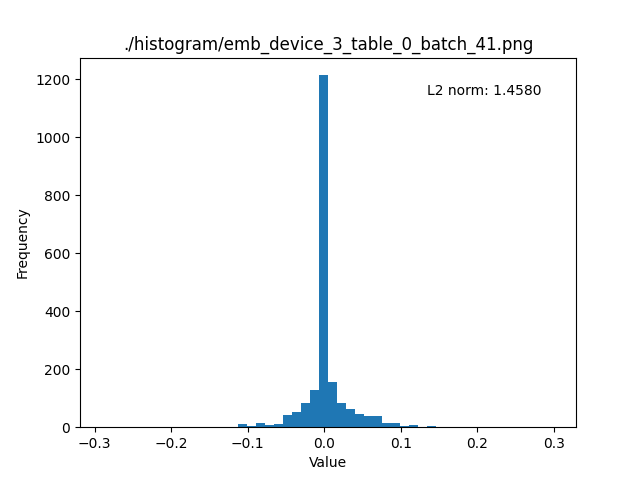 ./histogram/emb_device_3_table_0_batch_41.png
L2 norm: 1.4580
1200
1000
800
600
400
200
0
Frequency
−0.3 −0.2 −0.1 0.0 0.1 0.2 0.3
Value